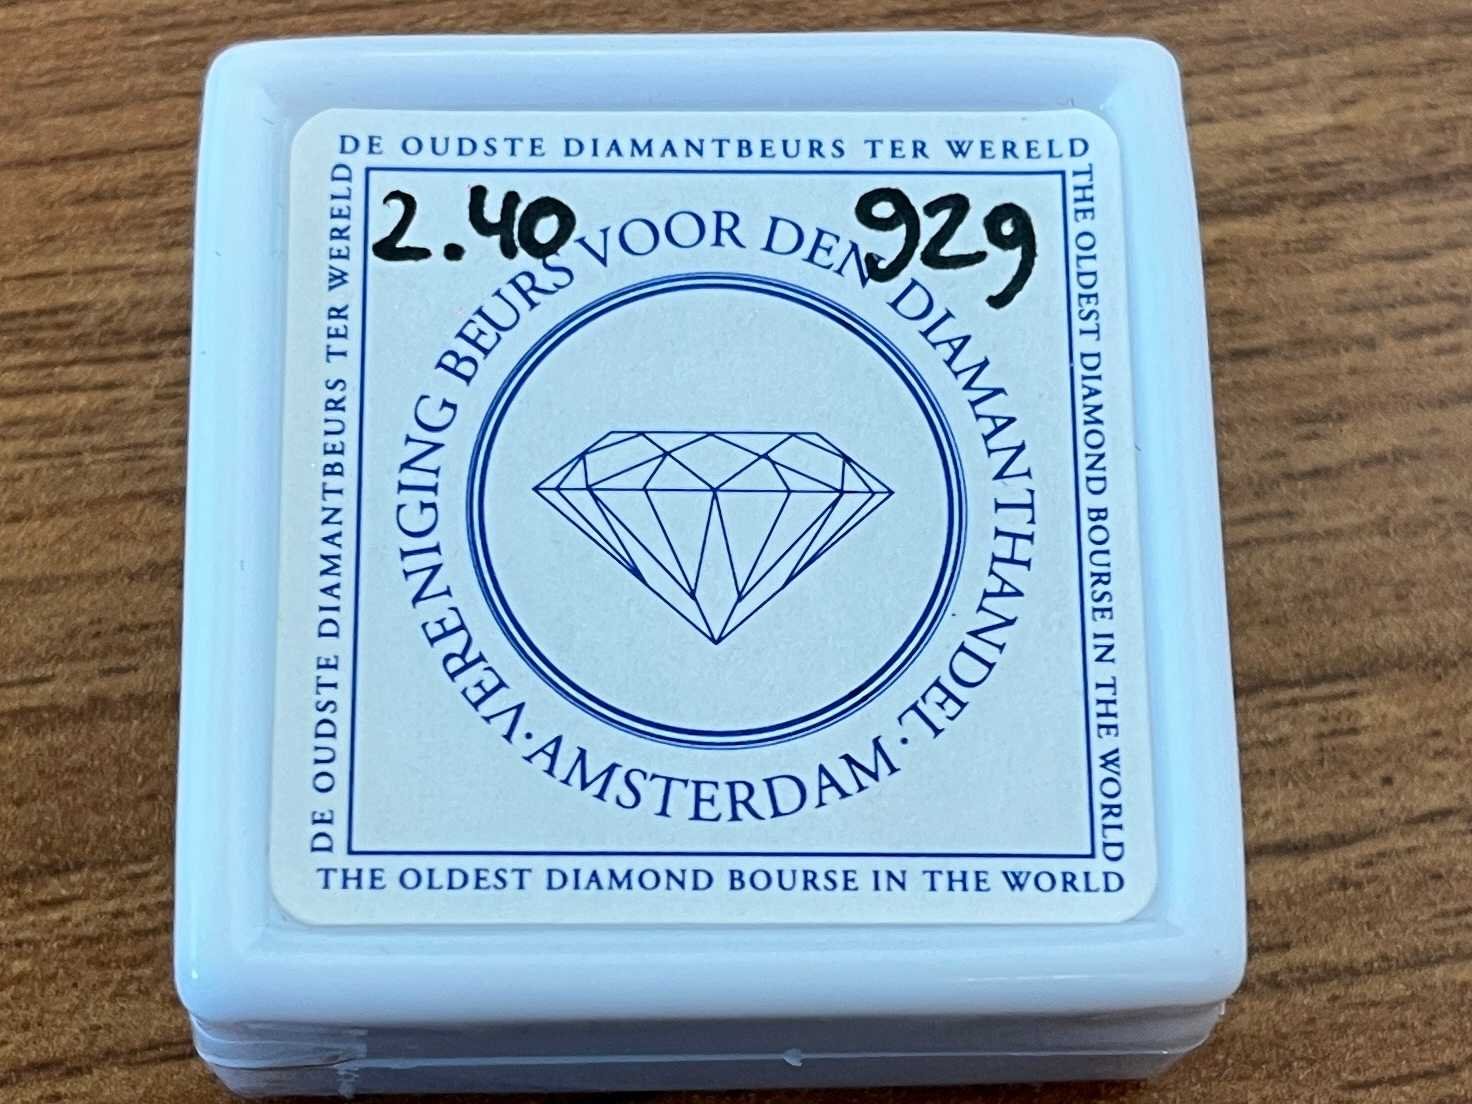 DE OUDSTE DIAMANTBEURS TER WERELD
DE OUDSTE DIAMANTBEURS TER WERELD
THE OLDEST DIAMOND BOURSE IN THE WORLD
2.40
929
VERENIGING BEURS VOOR DEN DIAMANTHANDEL
· AMSTERDAM ·
THE OLDEST DIAMOND BOURSE IN THE WORLD